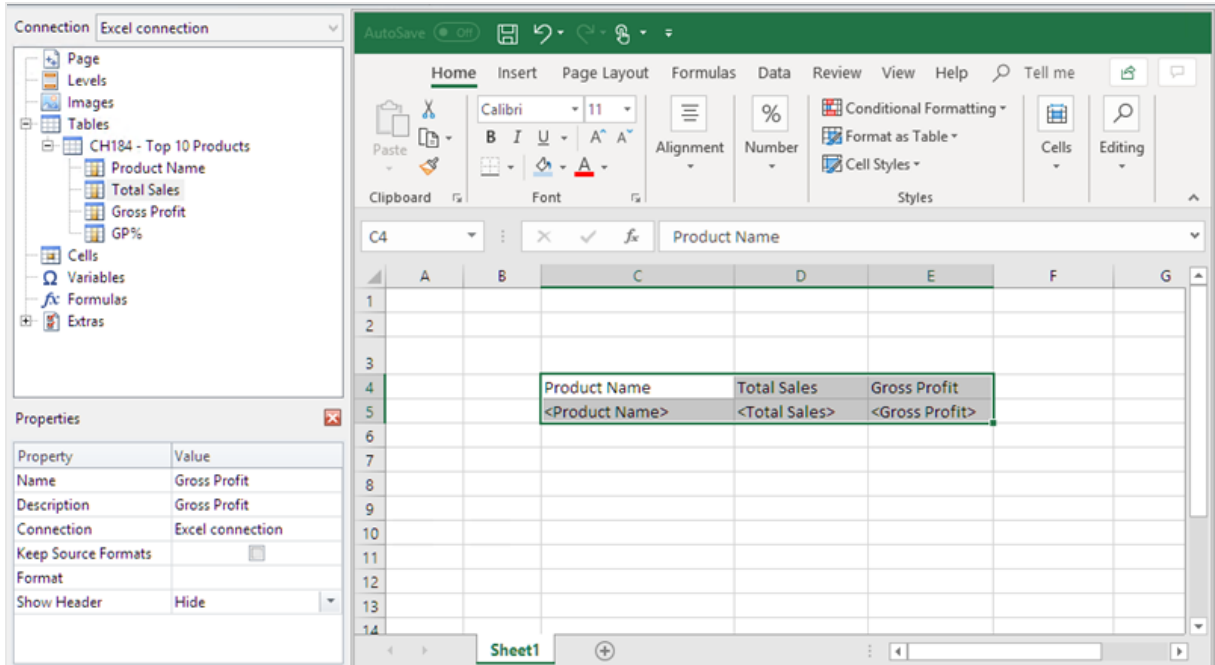 Connection Excel connection
Page
Levels
Images
Tables
CH184 - Top 10 Products
Product Name
Total Sales
Gross Profit
GP%
Cells
Variables
Formulas
Extras
Properties
Property Value
Name Gross Profit
Description Gross Profit
Connection Excel connection
Keep Source Formats
Format
Show Header Hide
AutoSave Off
Home Insert Page Layout Formulas Data Review View Help Tell me
Calibri 11
Paste
B I U A A A
Alignment
%
Number
Conditional Formatting
Format as Table
Cell Styles
Cells
Editing
Clipboard Font Styles
C4 fx Product Name
A B C D E F G
1
2
3
4 Product Name Total Sales Gross Profit
5 <Product Name> <Total Sales> <Gross Profit>
6
7
8
9
10
11
12
13
14
Sheet1